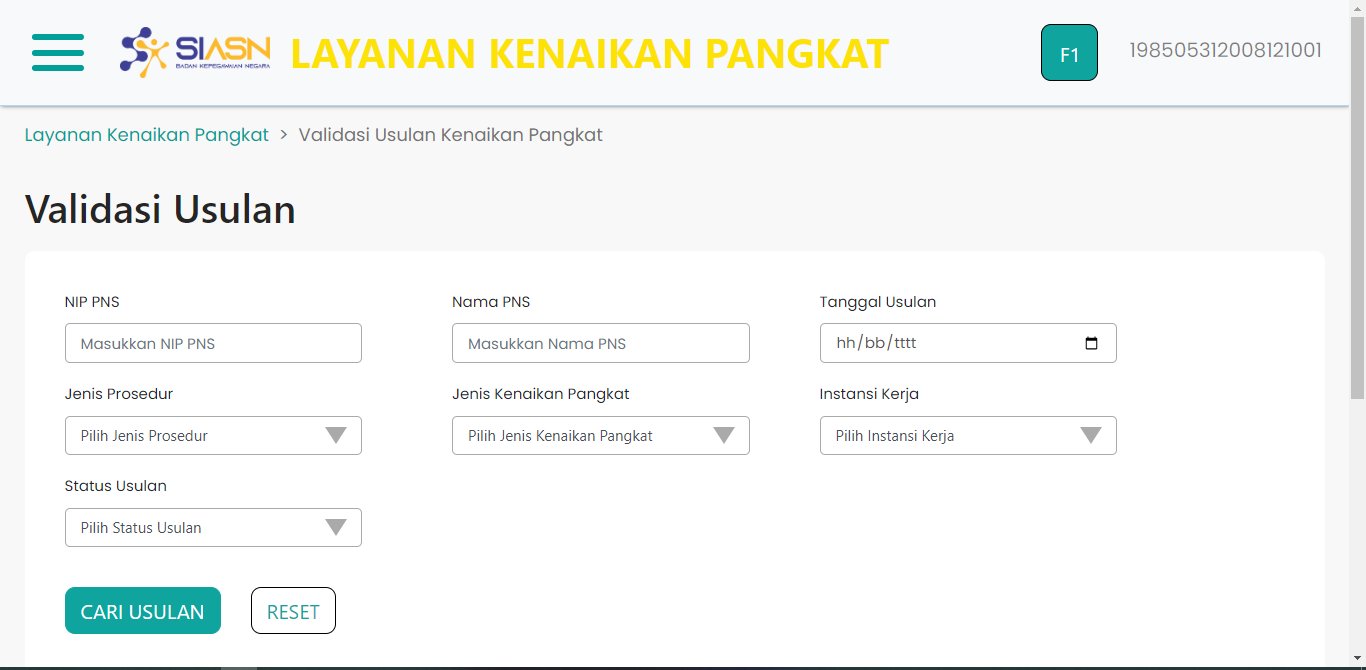 SIASN
BADAN KEPEGAWAIAN NEGARA
LAYANAN KENAIKAN PANGKAT
F1
198505312008121001
Layanan Kenaikan Pangkat > Validasi Usulan Kenaikan Pangkat
Validasi Usulan
NIP PNS
Nama PNS
Tanggal Usulan
Masukkan NIP PNS
Masukkan Nama PNS
hh/bb/tttt
Jenis Prosedur
Jenis Kenaikan Pangkat
Instansi Kerja
Pilih Jenis Prosedur
Pilih Jenis Kenaikan Pangkat
Pilih Instansi Kerja
Status Usulan
Pilih Status Usulan
CARI USULAN
RESET